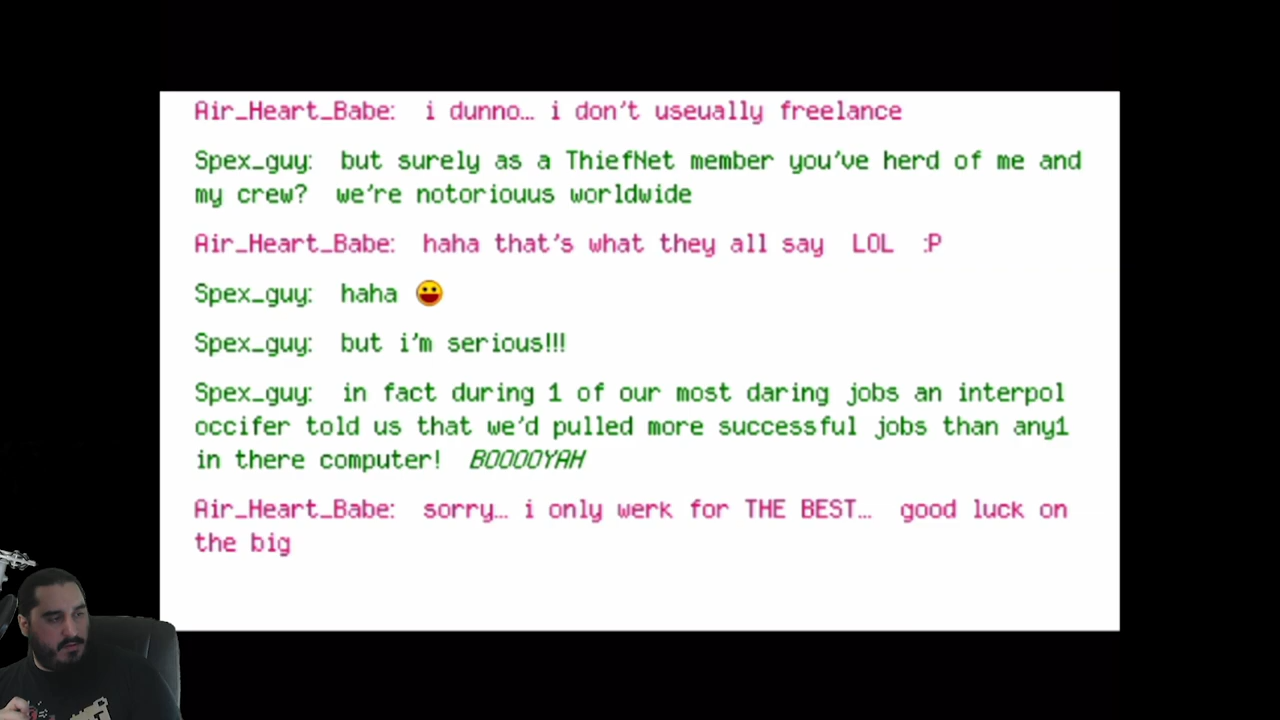 Air_Heart_Babe: i dunno… i don't useually freelance
Spex_guy: but surely as a ThiefNet member you've herd of me and
my crew? we're notoriouus worldwide
Air_Heart_Babe: haha that's what they all say LOL :P
Spex_guy: haha 😀
Spex_guy: but i'm serious!!!
Spex_guy: in fact during 1 of our most daring jobs an interpol
occifer told us that we'd pulled more successful jobs than any1
in there computer! BOOOOYAH
Air_Heart_Babe: sorry… i only werk for THE BEST… good luck on
the big